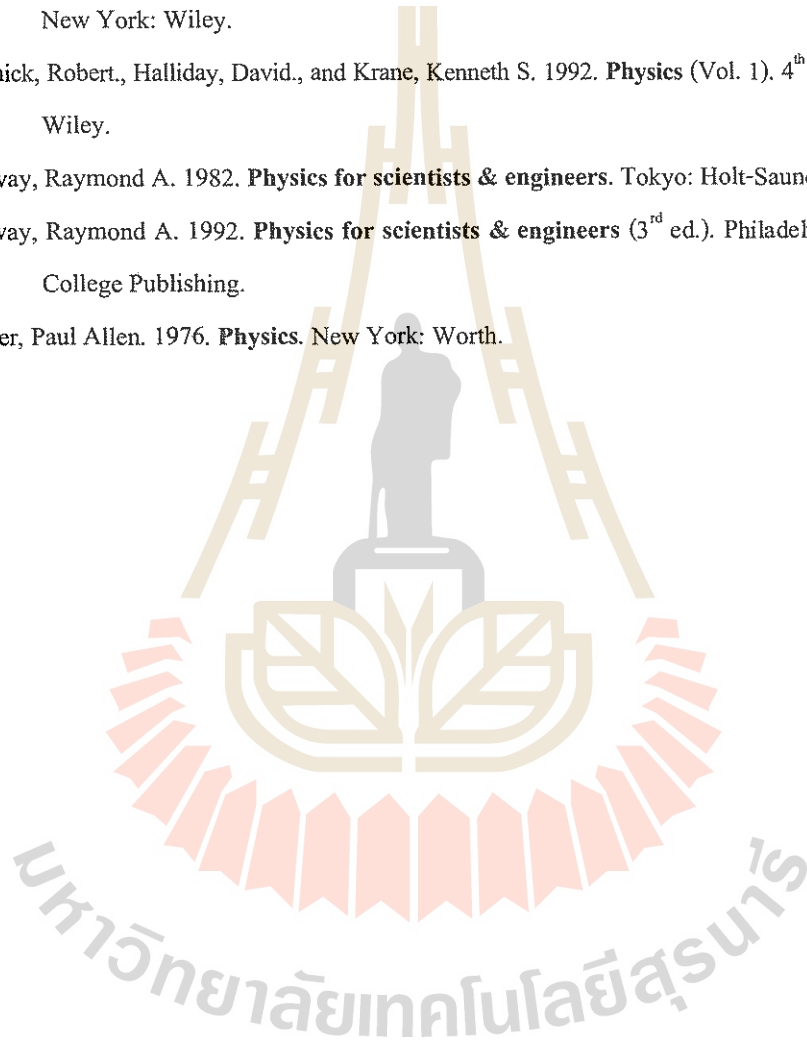 New York: Wiley.
nick, Robert., Halliday, David., and Krane, Kenneth S. 1992. Physics (Vol. 1). 4th
Wiley.
way, Raymond A. 1982. Physics for scientists & engineers. Tokyo: Holt-Saun
way, Raymond A. 1992. Physics for scientists & engineers (3rd ed.). Philadel
College Publishing.
er, Paul Allen. 1976. Physics. New York: Worth.
มหาวิทยาลัยเทคโนโลยีสุรนารี